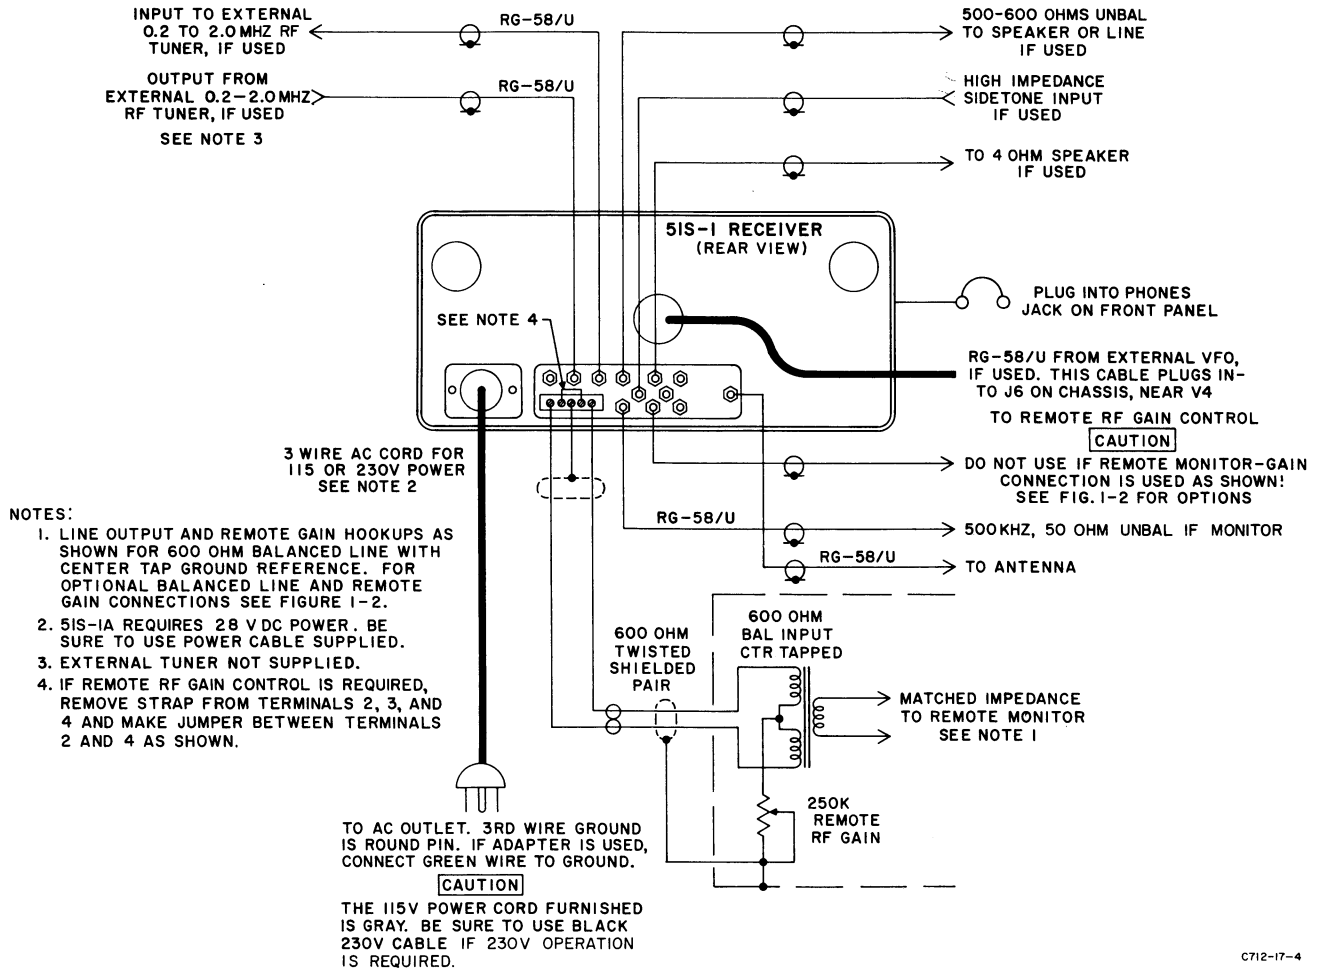 INPUT TO EXTERNAL
0.2 TO 2.0MHZ RF
TUNER, IF USED
RG-58/U
500-600 OHMS UNBAL
TO SPEAKER OR LINE
IF USED
OUTPUT FROM
EXTERNAL 0.2-2.0MHZ
RF TUNER, IF USED
SEE NOTE 3
RG-58/U
HIGH IMPEDANCE
SIDETONE INPUT
IF USED
TO 4 OHM SPEAKER
IF USED
51S-1 RECEIVER
(REAR VIEW)
SEE NOTE 4
PLUG INTO PHONES
JACK ON FRONT PANEL
RG-58/U FROM EXTERNAL VFO,
IF USED. THIS CABLE PLUGS IN-
TO J6 ON CHASSIS, NEAR V4
TO REMOTE RF GAIN CONTROL
CAUTION
DO NOT USE IF REMOTE MONITOR-GAIN
CONNECTION IS USED AS SHOWN!
SEE FIG. 1-2 FOR OPTIONS
3 WIRE AC CORD FOR
115 OR 230V POWER
SEE NOTE 2
RG-58/U
500KHZ, 50 OHM UNBAL IF MONITOR
RG-58/U
TO ANTENNA
NOTES:
1. LINE OUTPUT AND REMOTE GAIN HOOKUPS AS
SHOWN FOR 600 OHM BALANCED LINE WITH
CENTER TAP GROUND REFERENCE. FOR
OPTIONAL BALANCED LINE AND REMOTE
GAIN CONNECTIONS SEE FIGURE 1-2.
2. 51S-1A REQUIRES 28 V DC POWER. BE
SURE TO USE POWER CABLE SUPPLIED.
3. EXTERNAL TUNER NOT SUPPLIED.
4. IF REMOTE RF GAIN CONTROL IS REQUIRED,
REMOVE STRAP FROM TERMINALS 2, 3, AND
4 AND MAKE JUMPER BETWEEN TERMINALS
2 AND 4 AS SHOWN.
600 OHM
TWISTED
SHIELDED
PAIR
600 OHM
BAL INPUT
CTR TAPPED
MATCHED IMPEDANCE
TO REMOTE MONITOR
SEE NOTE 1
250K
REMOTE
RF GAIN
TO AC OUTLET. 3RD WIRE GROUND
IS ROUND PIN. IF ADAPTER IS USED,
CONNECT GREEN WIRE TO GROUND.
CAUTION
THE 115V POWER CORD FURNISHED
IS GRAY. BE SURE TO USE BLACK
230V CABLE IF 230V OPERATION
IS REQUIRED.
C712-17-4